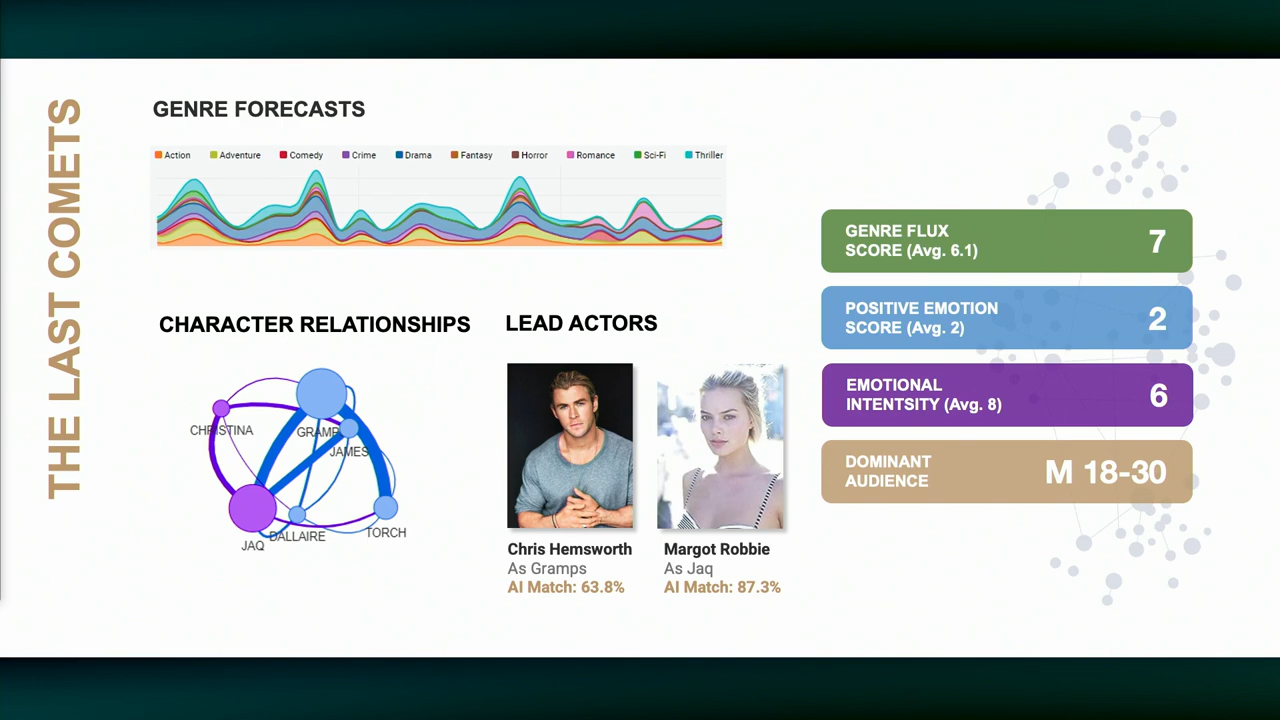 THE LAST COMETS
GENRE FORECASTS
Action Adventure Comedy Crime Drama Fantasy Horror Romance Sci-Fi Thriller
CHARACTER RELATIONSHIPS
CHRISTINA
GRAMP
JAMES
TORCH
DALLAIRE
JAQ
LEAD ACTORS
Chris Hemsworth
As Gramps
AI Match: 63.8%
Margot Robbie
As Jaq
AI Match: 87.3%
GENRE FLUX
SCORE (Avg. 6.1)
7
POSITIVE EMOTION
SCORE (Avg. 2)
2
EMOTIONAL
INTENTSITY (Avg. 8)
6
DOMINANT
AUDIENCE
M 18-30